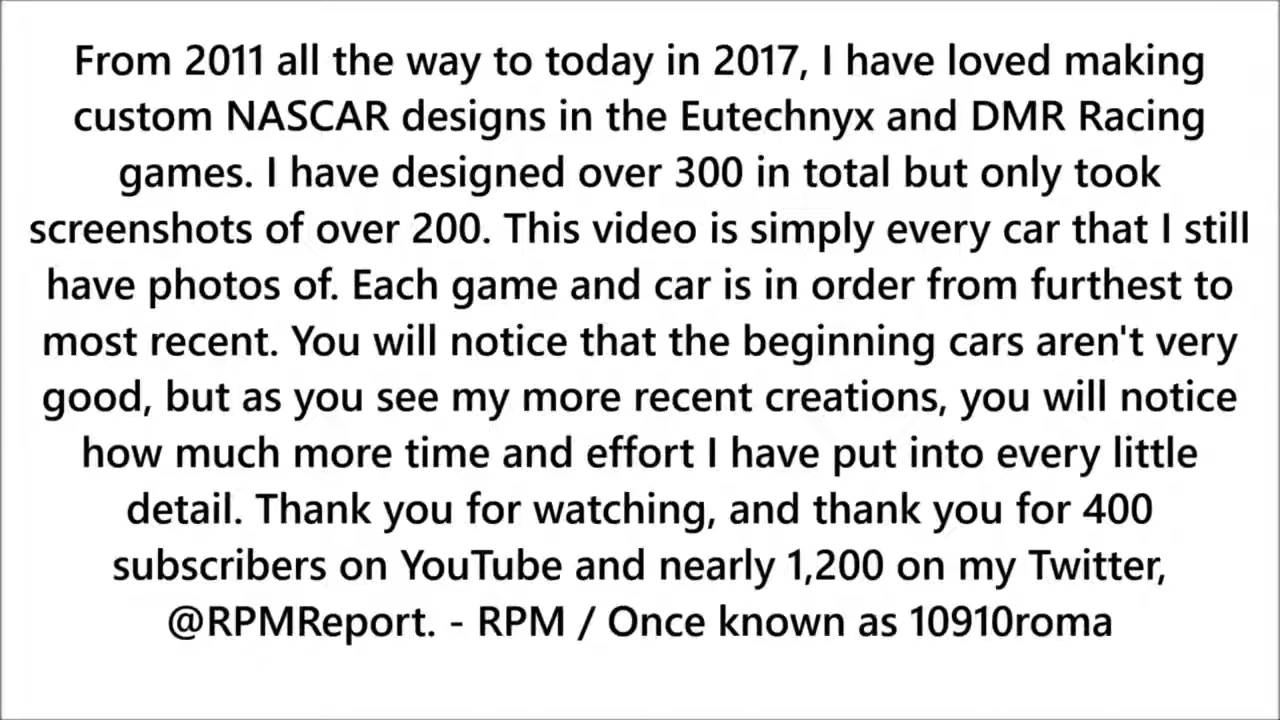 From 2011 all the way to today in 2017, I have loved making
custom NASCAR designs in the Eutechnyx and DMR Racing
games. I have designed over 300 in total but only took
screenshots of over 200. This video is simply every car that I still
have photos of. Each game and car is in order from furthest to
most recent. You will notice that the beginning cars aren't very
good, but as you see my more recent creations, you will notice
how much more time and effort I have put into every little
detail. Thank you for watching, and thank you for 400
subscribers on YouTube and nearly 1,200 on my Twitter,
@RPMReport. - RPM / Once known as 10910roma